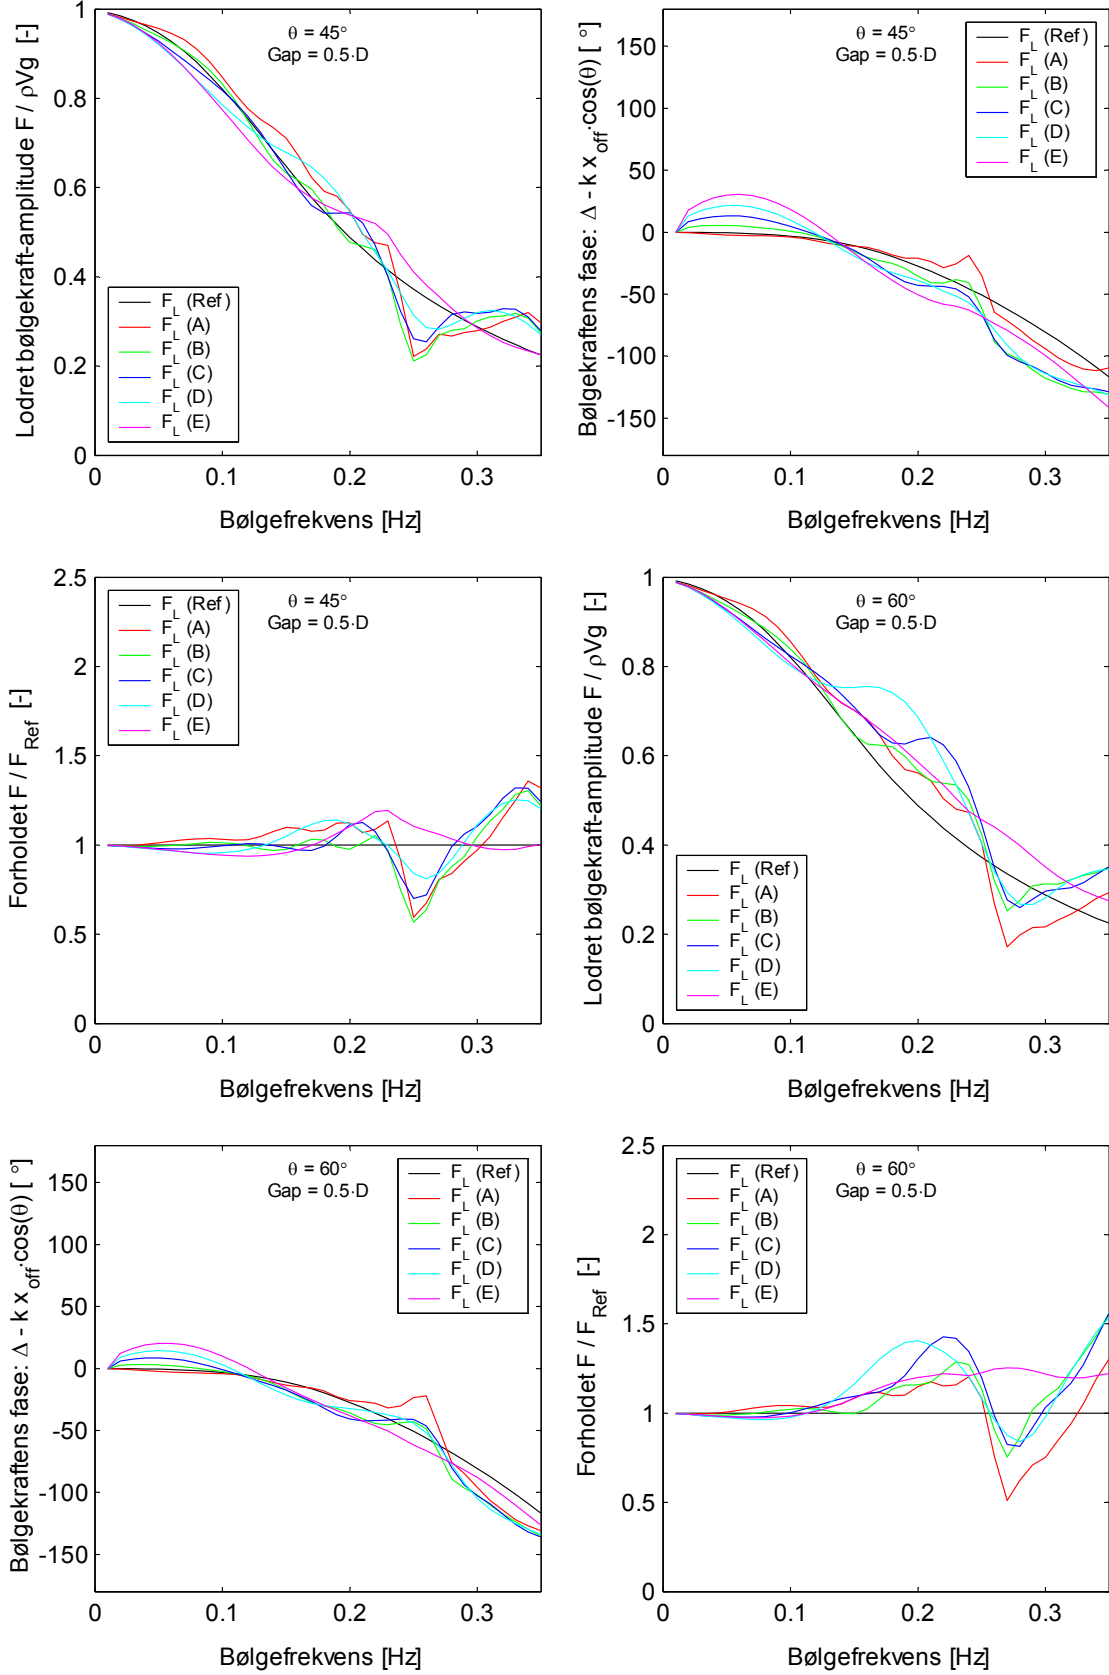 Lodret bølgekraft-amplitude F / ρVg [-]
1
0.8
0.6
0.4
0.2
0
θ = 45°
Gap = 0.5·D
F_L (Ref)
F_L (A)
F_L (B)
F_L (C)
F_L (D)
F_L (E)
0 0.1 0.2 0.3
Bølgefrekvens [Hz]
Bølgekraftens fase: Δ - k x_off·cos(θ) [ °]
150
100
50
0
-50
-100
-150
θ = 45°
Gap = 0.5·D
F_L (Ref)
F_L (A)
F_L (B)
F_L (C)
F_L (D)
F_L (E)
0 0.1 0.2 0.3
Bølgefrekvens [Hz]
Forholdet F / F_Ref [-]
2.5
2
1.5
1
0.5
0
θ = 45°
Gap = 0.5·D
F_L (Ref)
F_L (A)
F_L (B)
F_L (C)
F_L (D)
F_L (E)
0 0.1 0.2 0.3
Bølgefrekvens [Hz]
Lodret bølgekraft-amplitude F / ρVg [-]
1
0.8
0.6
0.4
0.2
0
θ = 60°
Gap = 0.5·D
F_L (Ref)
F_L (A)
F_L (B)
F_L (C)
F_L (D)
F_L (E)
0 0.1 0.2 0.3
Bølgefrekvens [Hz]
Bølgekraftens fase: Δ - k x_off·cos(θ) [ °]
150
100
50
0
-50
-100
-150
θ = 60°
Gap = 0.5·D
F_L (Ref)
F_L (A)
F_L (B)
F_L (C)
F_L (D)
F_L (E)
0 0.1 0.2 0.3
Bølgefrekvens [Hz]
Forholdet F / F_Ref [-]
2.5
2
1.5
1
0.5
0
θ = 60°
Gap = 0.5·D
F_L (Ref)
F_L (A)
F_L (B)
F_L (C)
F_L (D)
F_L (E)
0 0.1 0.2 0.3
Bølgefrekvens [Hz]